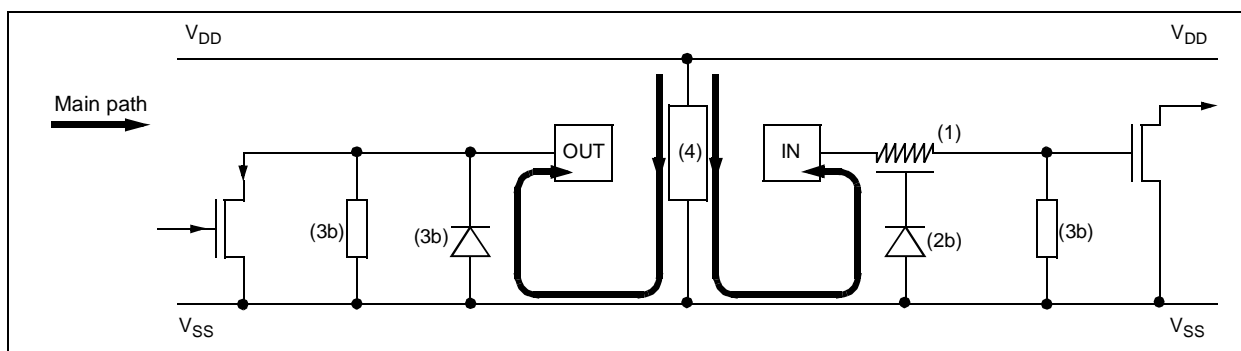 VDD
VDD
Main path
OUT
(4)
IN
(1)
(3b)
(3b)
(2b)
(3b)
VSS
VSS